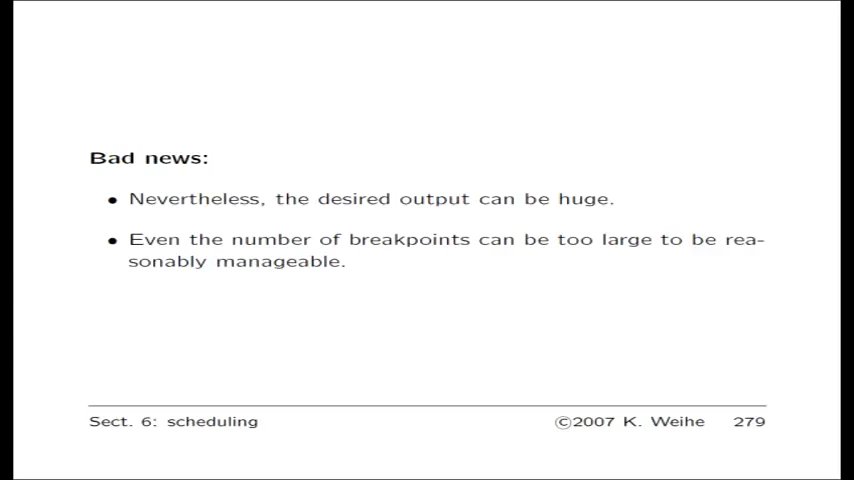 Bad news:
• Nevertheless, the desired output can be huge.
• Even the number of breakpoints can be too large to be rea-
sonably manageable.
Sect. 6: scheduling ©2007 K. Weihe 279